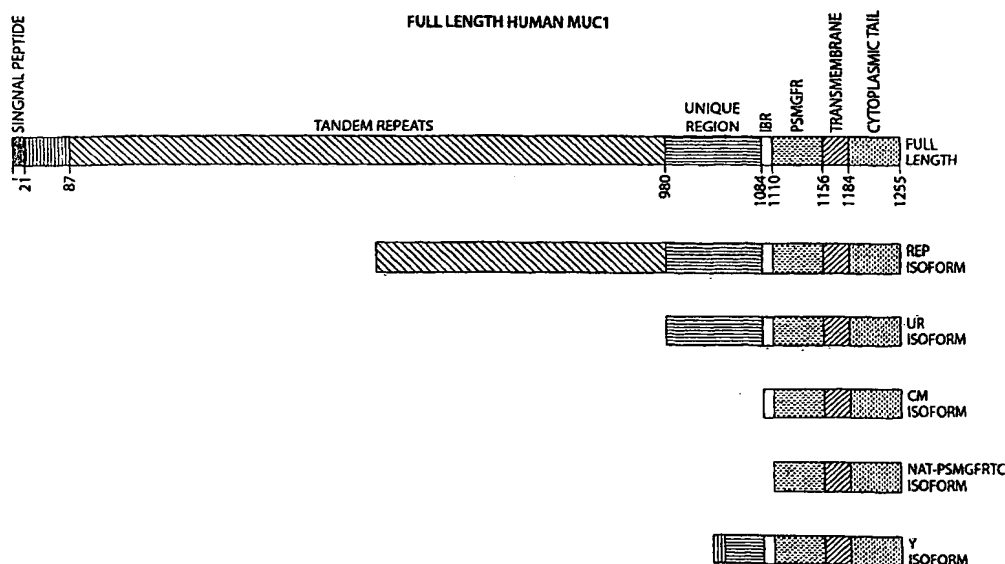 FULL LENGTH HUMAN MUC1
SINGNAL PEPTIDE
TANDEM REPEATS
UNIQUE
REGION
IBR
PSMGFR
TRANSMEMBRANE
CYTOPLASMIC TAIL
FULL
LENGTH
1
21
87
980
1084
1110
1156
1184
1255
REP
ISOFORM
UR
ISOFORM
CM
ISOFORM
NAT-PSMGFRTC
ISOFORM
Y
ISOFORM